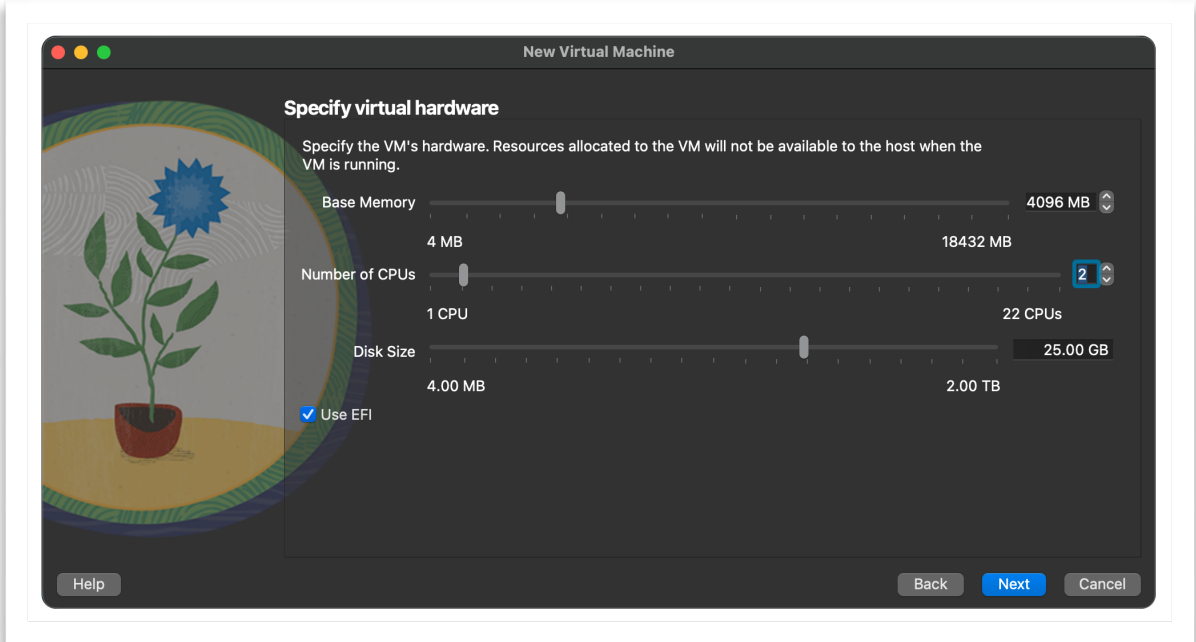 New Virtual Machine
Specify virtual hardware
Specify the VM's hardware. Resources allocated to the VM will not be available to the host when the
VM is running.
Base Memory 4096 MB
4 MB 18432 MB
Number of CPUs 2
1 CPU 22 CPUs
Disk Size 25.00 GB
4.00 MB 2.00 TB
Use EFI
Help Back Next Cancel